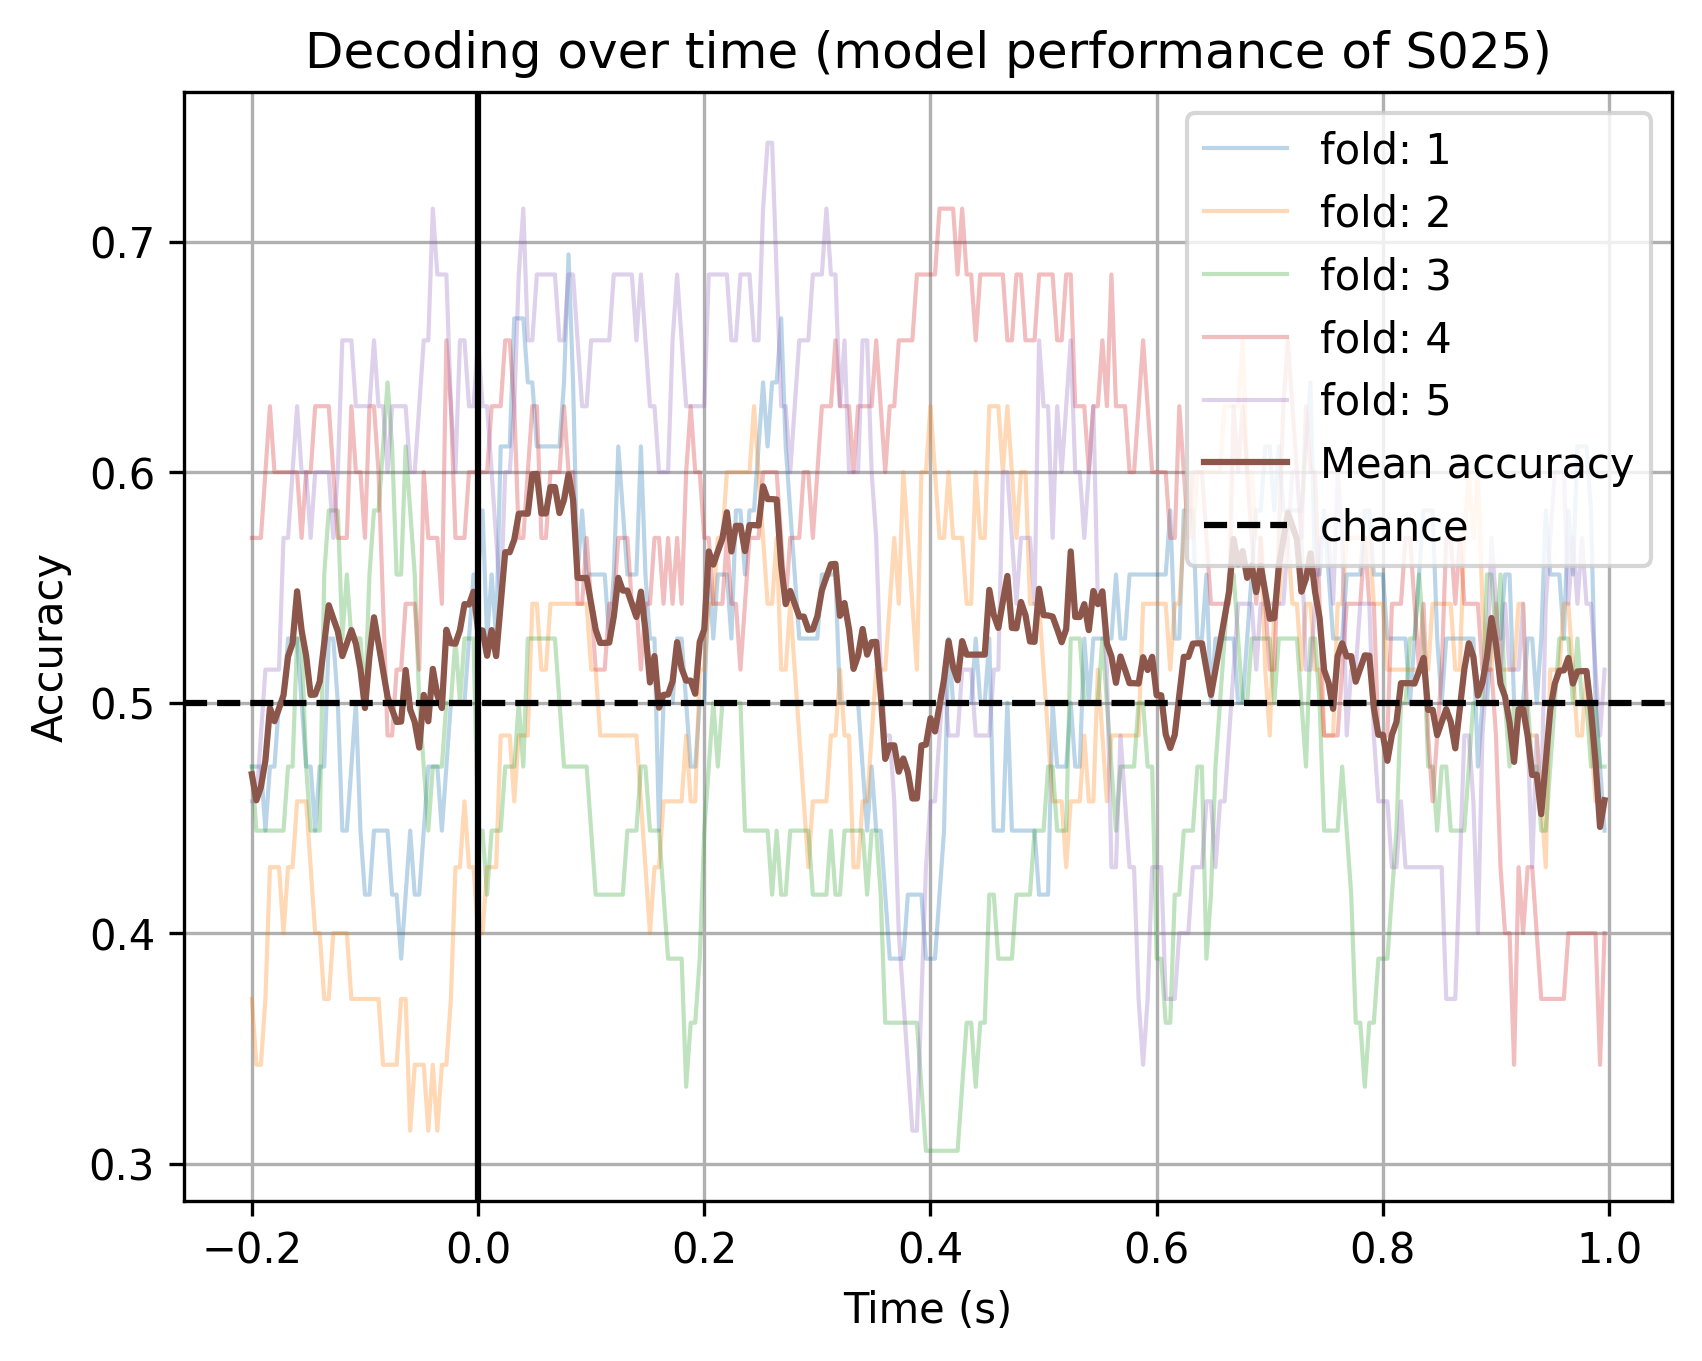 Decoding over time (model performance of S025)
fold: 1
fold: 2
fold: 3
fold: 4
fold: 5
Mean accuracy
chance
Accuracy
0.7
0.6
0.5
0.4
0.3
−0.2
0.0
0.2
0.4
0.6
0.8
1.0
Time (s)